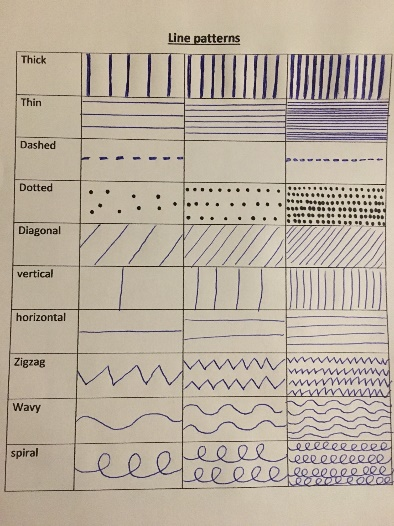 Line patterns
Thick
Thin
Dashed
Dotted
Diagonal
vertical
horizontal
Zigzag
Wavy
spiral